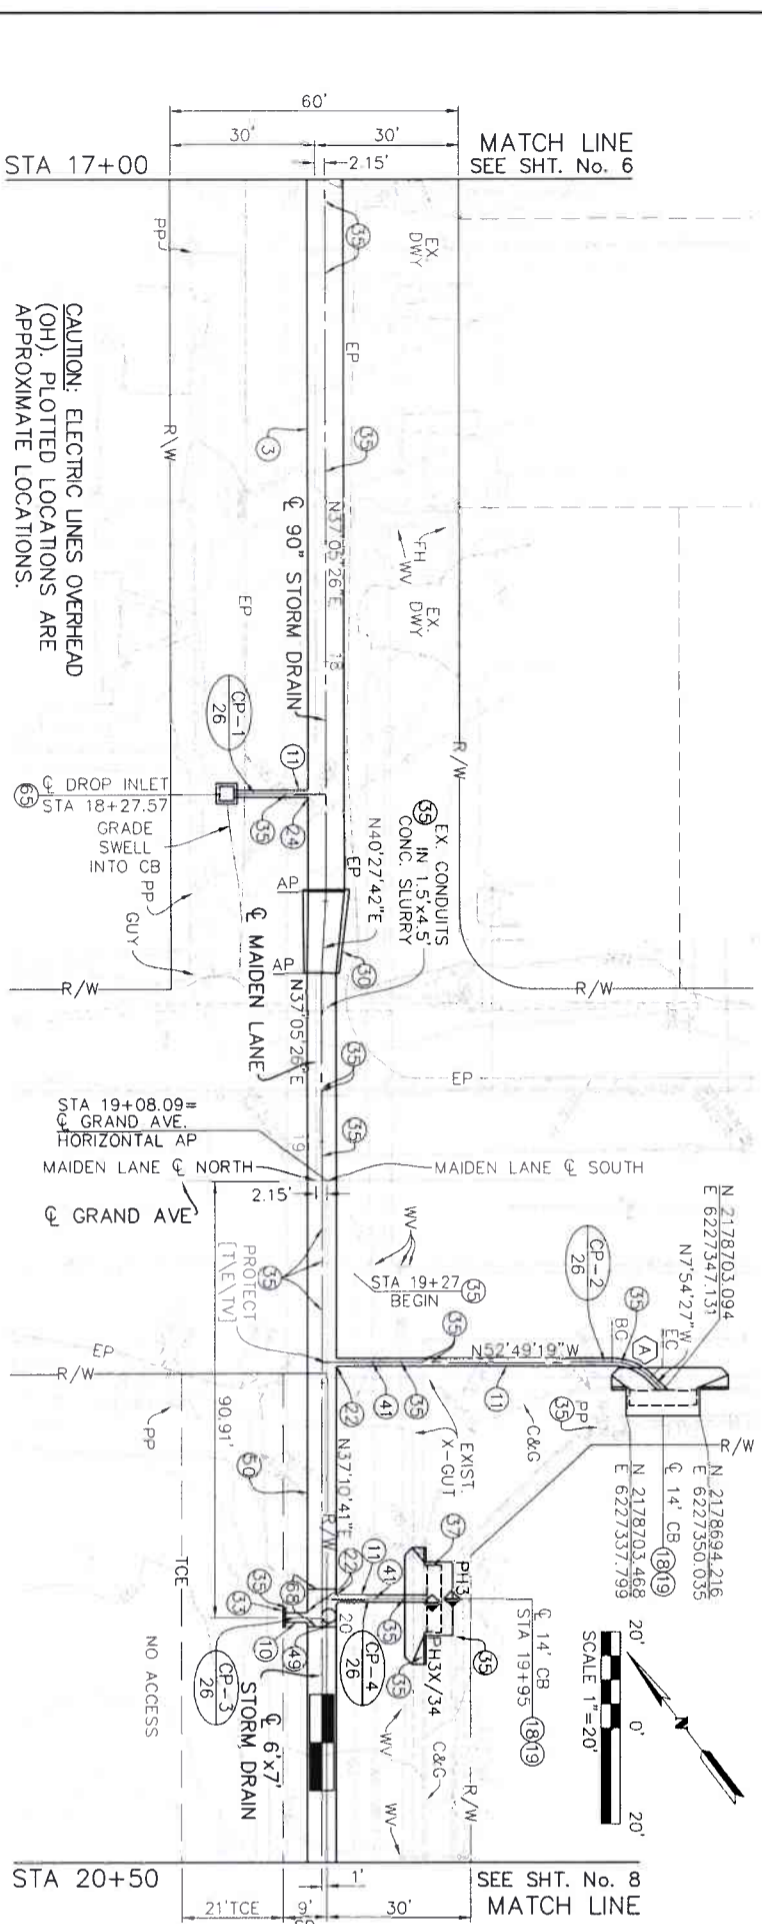 60'
30'
30'
MATCH LINE
STA 17+00
2.15'
SEE SHT. No. 6
PP
35
35
EX.
DWY
CAUTION: ELECTRIC LINES OVERHEAD
(OH). PLOTTED LOCATIONS ARE
APPROXIMATE LOCATIONS.
R/W
EP
3
35
N37°05'26"E
18
℄ 90" STORM DRAIN
FH
WV
EX.
DWY
EP
CP-1
26
11
R/W
65
℄ DROP INLET
STA 18+27.57
GRADE
SWELL
INTO CB
35
24
35
EX. CONDUITS
IN 1.5'x4.5'
CONC. SLURRY
N40°27'42"E
EP
PP
GUY
AP
AP
30
℄ MAIDEN LANE
R/W
R/W
N37°05'26"E
35
EP
STA 19+08.09=
℄ GRAND AVE.
HORIZONTAL AP
19
35
MAIDEN LANE ℄ NORTH
MAIDEN LANE ℄ SOUTH
2.15'
℄ GRAND AVE
WV
PROTECT
[T\E\TV]
35
STA 19+27
BEGIN
35
CP-2
26
N 2178703.094
E 6227347.131
N7°54'27"W
35
BC
EC
A
EP
R/W
35
N52°49'19"W
22
41
35
11
PP
35
R/W
PP
90.91'
50
N37°10'41"E
R/W
EXIST.
X-GUT
C&G
N 2178694.216
E 6227350.035
℄ 14' CB
18
19
N 2178703.468
E 6227337.799
TCE
35
33
68
22
11
41
37
PH3
35
10
49
20
35
PH3X/34
35
CP-3
26
CP-4
26
℄ 14' CB
STA 19+95
18
19
20'
0'
20'
SCALE 1"=20'
N
NO ACCESS
℄ 6'x7'
STORM DRAIN
WV
C&G
WV
R/W
STA 20+50
1'
SEE SHT. No. 8
MATCH LINE
21'TCE
9'
30'